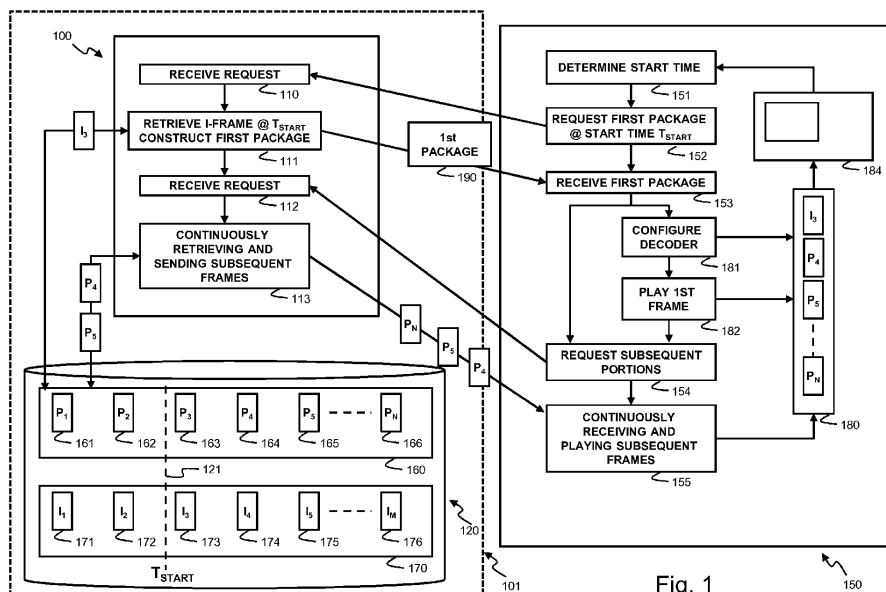 100
RECEIVE REQUEST
110
I3
RETRIEVE I-FRAME @ TSTART
CONSTRUCT FIRST PACKAGE
111
RECEIVE REQUEST
112
CONTINUOUSLY
RETRIEVING AND
SENDING SUBSEQUENT
FRAMES
113
P4
P5
1st
PACKAGE
190
PN
P5
P4
P1
P2
P3
P4
P5
PN
161
162
163
164
165
166
121
160
I1
I2
I3
I4
I5
IM
171
172
173
174
175
176
170
TSTART
120
101
DETERMINE START TIME
151
REQUEST FIRST PACKAGE
@ START TIME TSTART
152
RECEIVE FIRST PACKAGE
153
CONFIGURE
DECODER
181
PLAY 1ST
FRAME
182
REQUEST SUBSEQUENT
PORTIONS
154
CONTINUOUSLY
RECEIVING AND
PLAYING SUBSEQUENT
FRAMES
155
184
I3
P4
P5
PN
180
Fig. 1
150